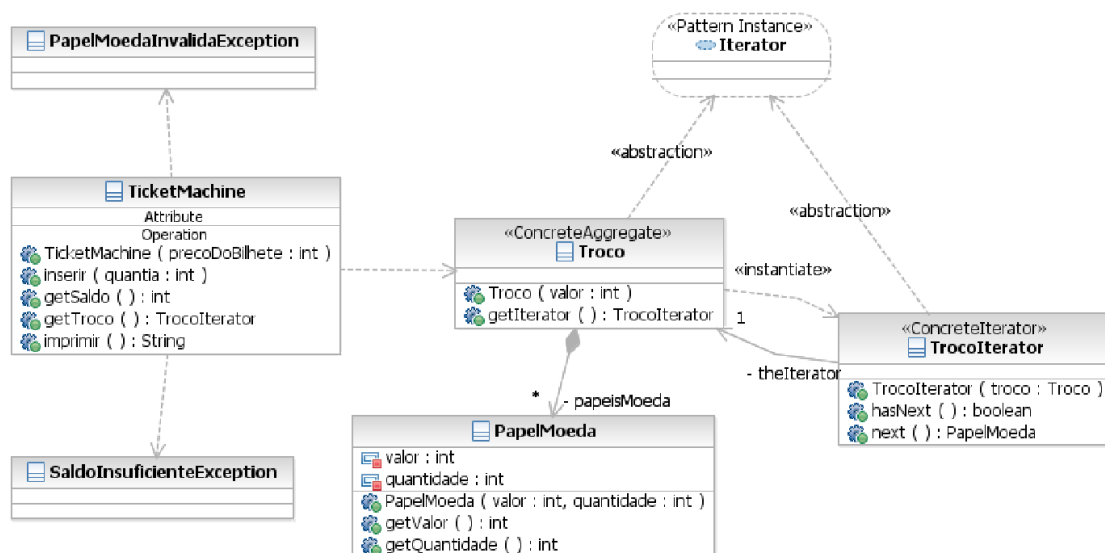 PapelMoedaInvalidaException
«Pattern Instance»
Iterator
«abstraction»
«abstraction»
TicketMachine
Attribute
Operation
TicketMachine ( precoDoBilhete : int )
inserir ( quantia : int )
getSaldo ( ) : int
getTroco ( ) : TrocoIterator
imprimir ( ) : String
«ConcreteAggregate»
Troco
Troco ( valor : int )
getIterator ( ) : TrocoIterator
«instantiate»
1
- theIterator
«ConcreteIterator»
TrocoIterator
TrocoIterator ( troco : Troco )
hasNext ( ) : boolean
next ( ) : PapelMoeda
*
- papeisMoeda
PapelMoeda
valor : int
quantidade : int
PapelMoeda ( valor : int, quantidade : int )
getValor ( ) : int
getQuantidade ( ) : int
SaldoInsuficienteException